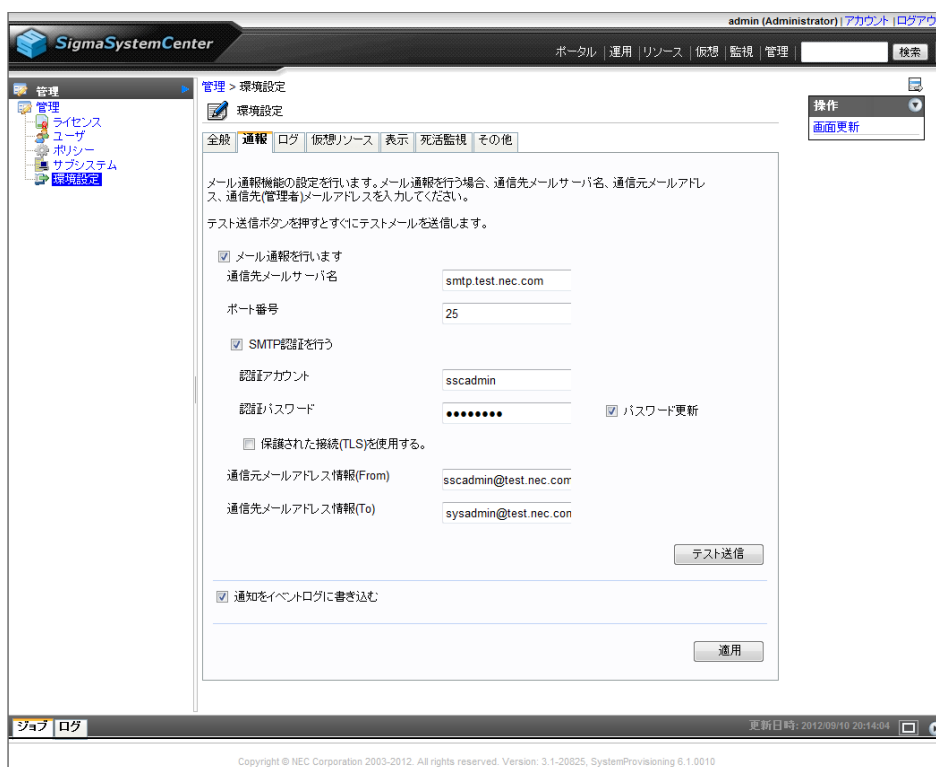 admin (Administrator) | アカウント | ログアウ
SigmaSystemCenter
ポータル | 運用 | リソース | 仮想 | 監視 | 管理 |
検索
管理
管理
ライセンス
ユーザ
ポリシー
サブシステム
環境設定
管理 > 環境設定
環境設定
操作
画面更新
全般 通報 ログ 仮想リソース 表示 死活監視 その他
メール通報機能の設定を行います。メール通報を行う場合、通信先メールサーバ名、通信元メールアドレ
ス、通信先(管理者)メールアドレスを入力してください。
テスト送信ボタンを押すとすぐにテストメールを送信します。
メール通報を行います
通信先メールサーバ名 smtp.test.nec.com
ポート番号 25
SMTP認証を行う
認証アカウント sscadmin
認証パスワード ●●●●●●●● パスワード更新
保護された接続(TLS)を使用する。
通信元メールアドレス情報(From) sscadmin@test.nec.com
通信先メールアドレス情報(To) sysadmin@test.nec.con
テスト送信
通知をイベントログに書き込む
適用
ジョブ ログ
更新日時: 2012/09/10 20:14:04
Copyright © NEC Corporation 2003-2012. All rights reserved. Version: 3.1-20825, SystemProvisioning 6.1.0010